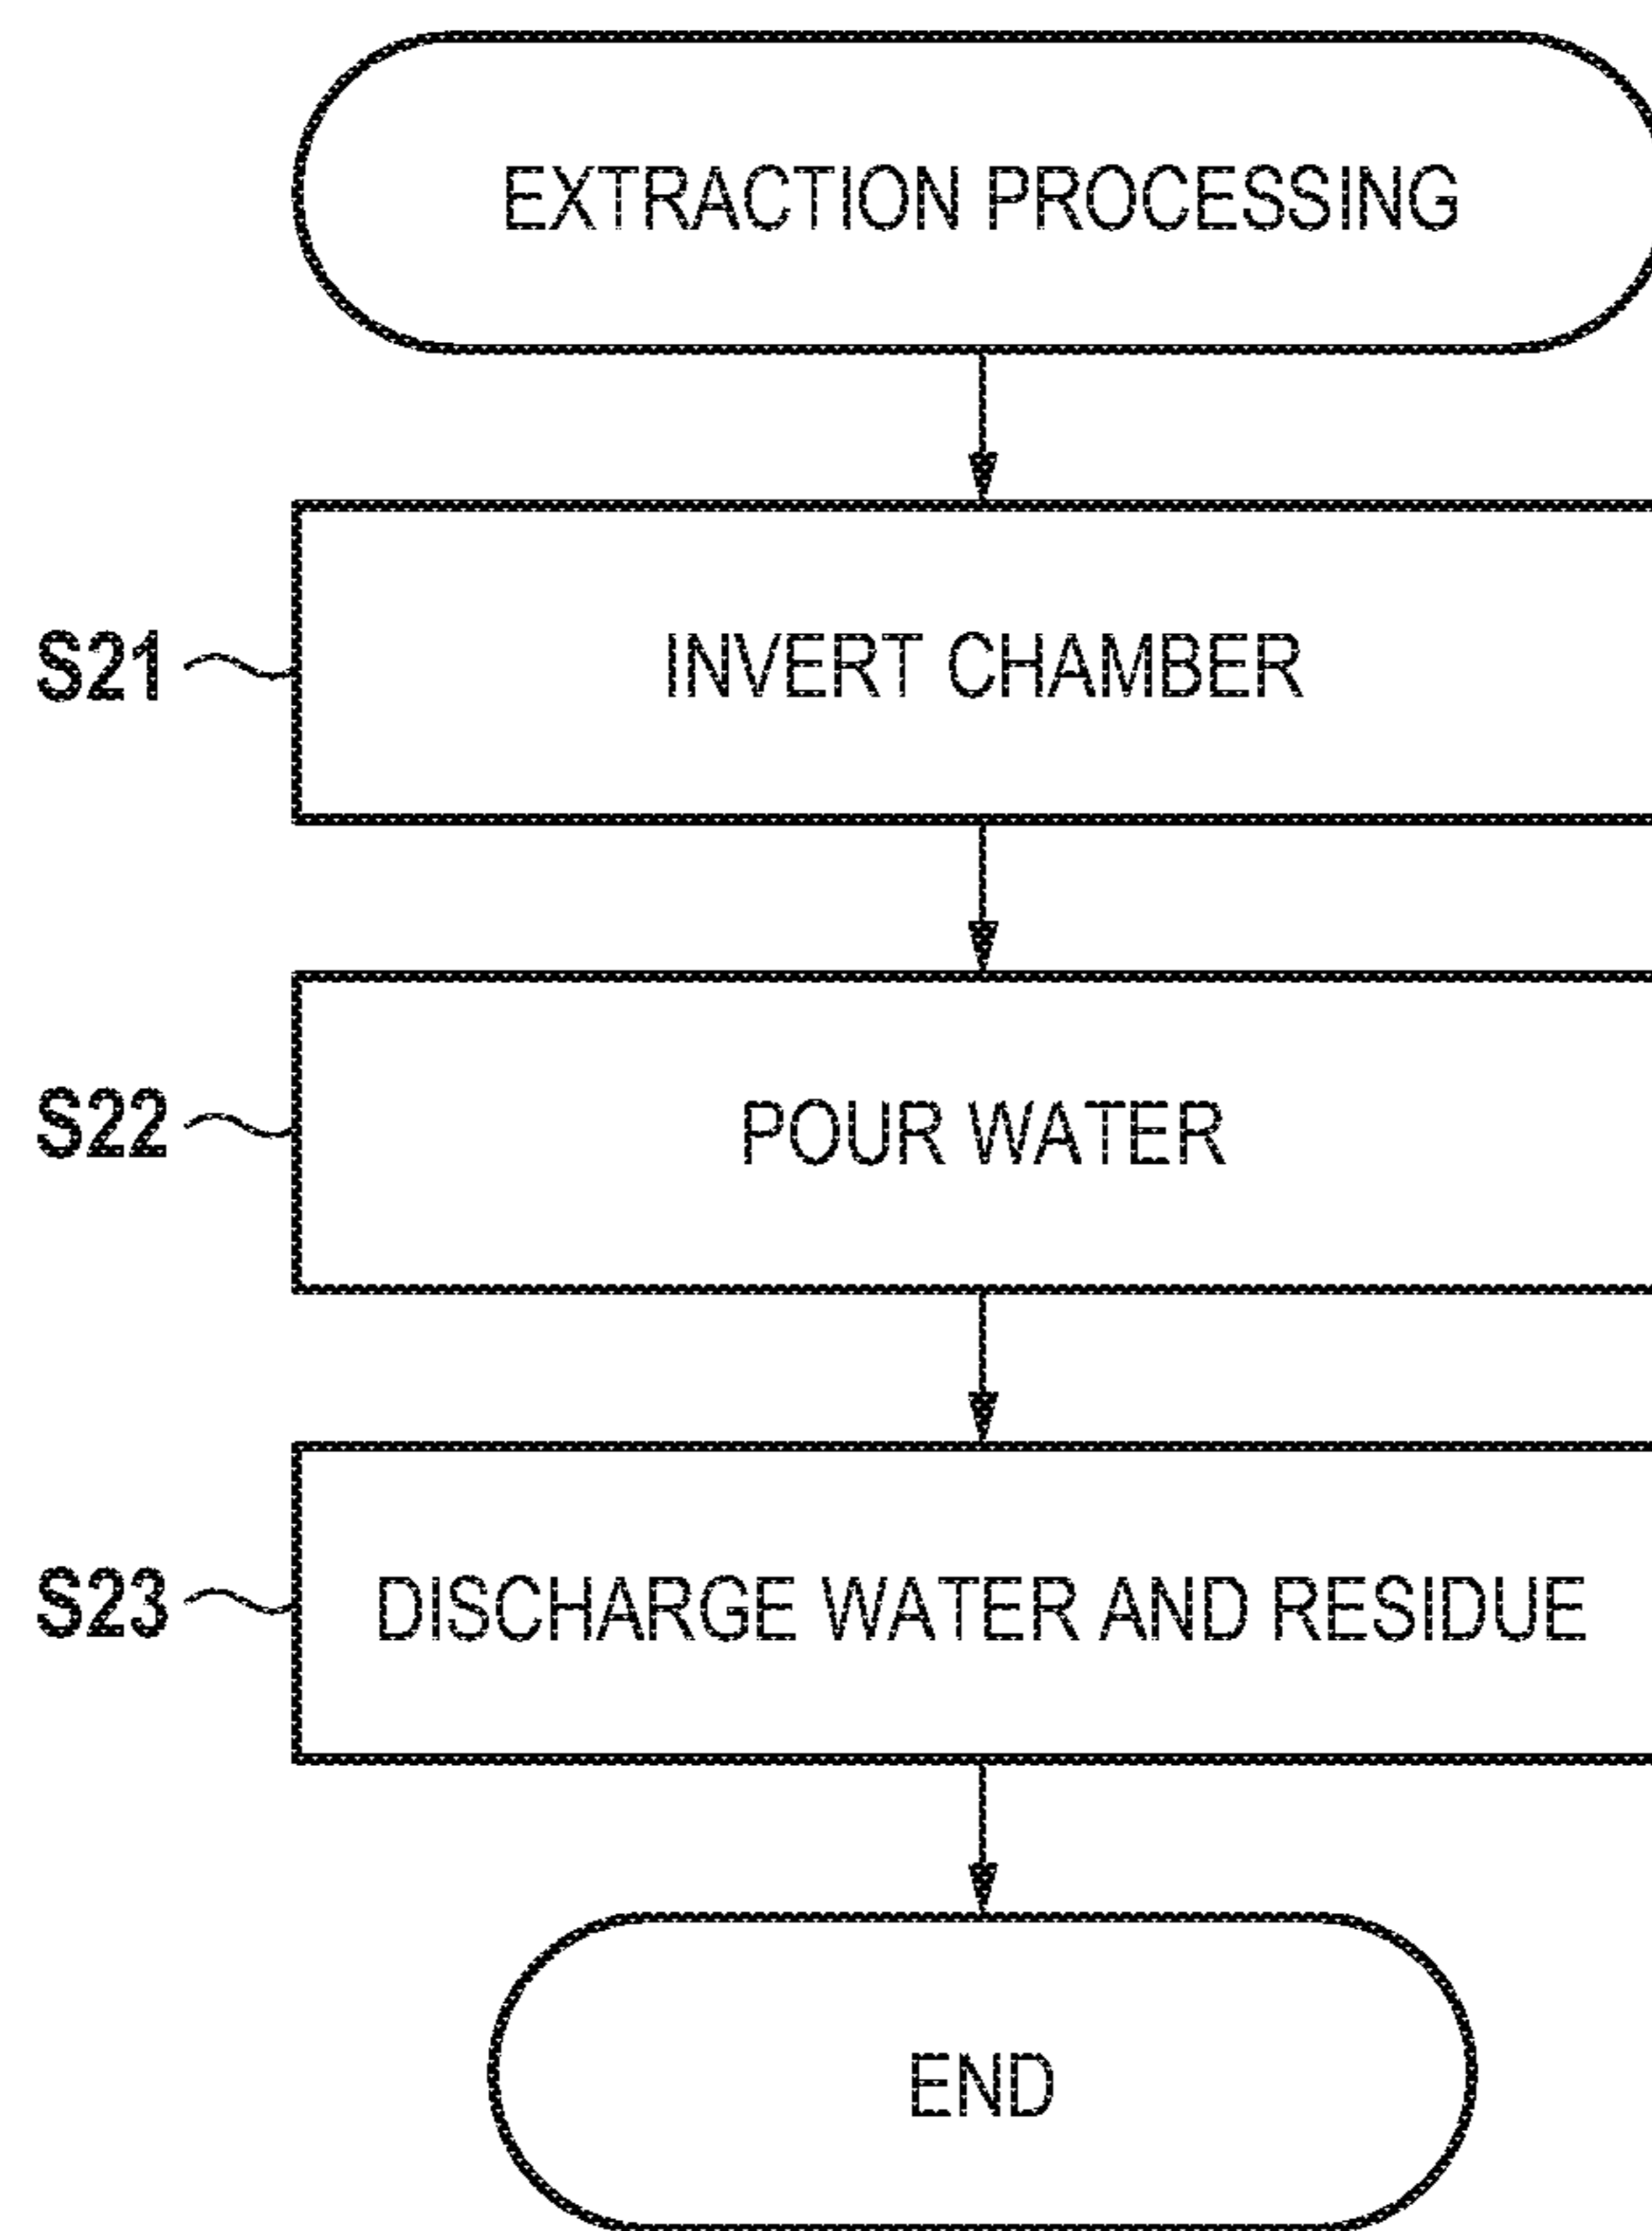 EXTRACTION PROCESSING
S21 INVERT CHAMBER
S22 POUR WATER
S23 DISCHARGE WATER AND RESIDUE
END